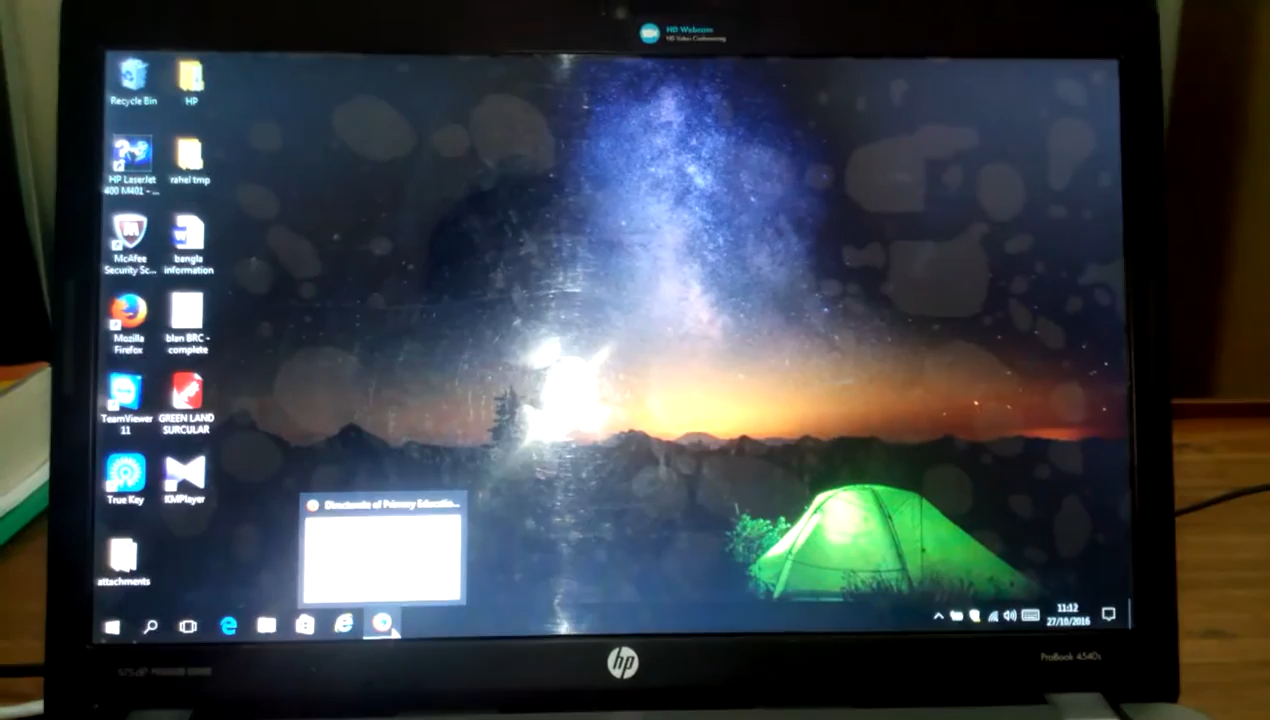 HD Webcam
HD Video Conferencing
Recycle Bin
HP
HP LaserJet
400 M401 - ...
rahel tmp
McAfee
Security Sc...
bangla
information
Mozilla
Firefox
blan BRC -
complete
TeamViewer
11
GREEN LAND
SURCULAR
True Key
KMPlayer
attachments
Directorate of Primary Educatio...
11:12
27/10/2016
hp
ProBook 4540s